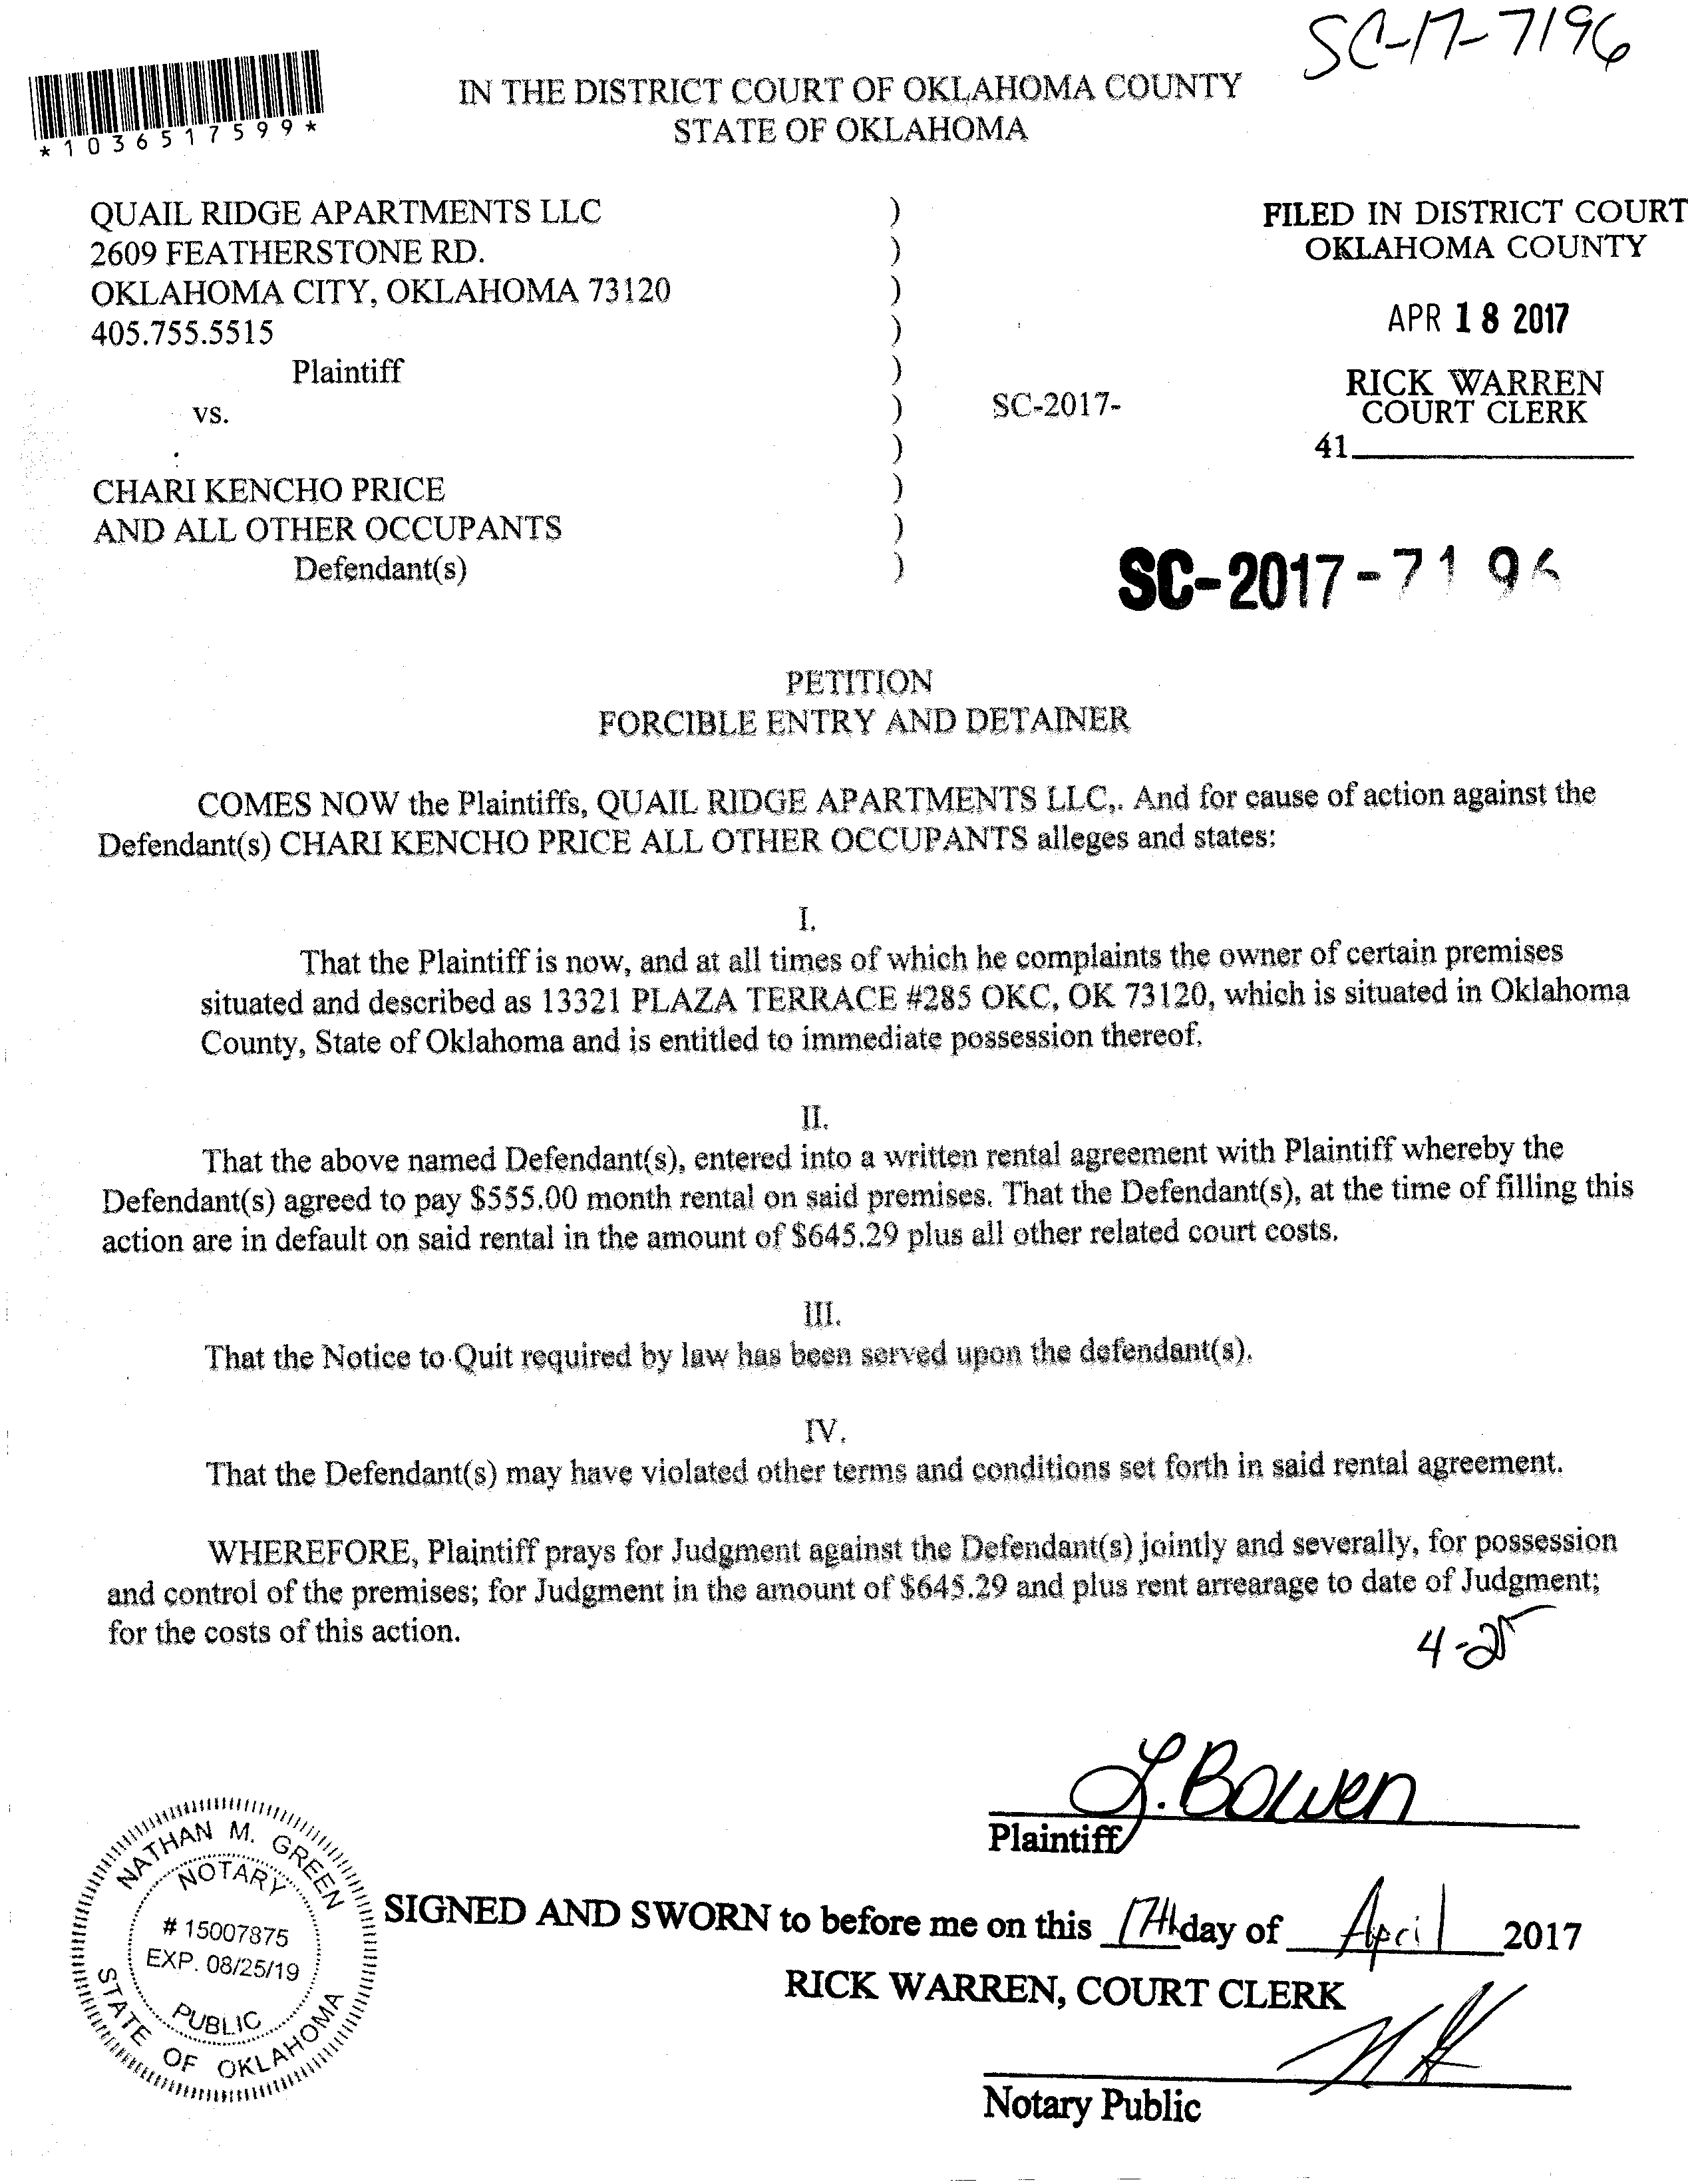 SC-17-7196
*1036517599*
IN THE DISTRICT COURT OF OKLAHOMA COUNTY
STATE OF OKLAHOMA
QUAIL RIDGE APARTMENTS LLC )
2609 FEATHERSTONE RD. )
OKLAHOMA CITY, OKLAHOMA 73120 )
405.755.5515 )
Plaintiff )
vs. ) SC-2017-
)
CHARI KENCHO PRICE )
AND ALL OTHER OCCUPANTS )
Defendant(s) )
FILED IN DISTRICT COURT
OKLAHOMA COUNTY
APR 18 2017
RICK WARREN
COURT CLERK
41
SC-2017-7196
PETITION
FORCIBLE ENTRY AND DETAINER
COMES NOW the Plaintiffs, QUAIL RIDGE APARTMENTS LLC,. And for cause of action against the
Defendant(s) CHARI KENCHO PRICE ALL OTHER OCCUPANTS alleges and states:
I.
That the Plaintiff is now, and at all times of which he complaints the owner of certain premises
situated and described as 13321 PLAZA TERRACE #285 OKC, OK 73120, which is situated in Oklahoma
County, State of Oklahoma and is entitled to immediate possession thereof.
II.
That the above named Defendant(s), entered into a written rental agreement with Plaintiff whereby the
Defendant(s) agreed to pay $555.00 month rental on said premises. That the Defendant(s), at the time of filling this
action are in default on said rental in the amount of $645.29 plus all other related court costs.
III.
That the Notice to Quit required by law has been served upon the defendant(s).
IV.
That the Defendant(s) may have violated other terms and conditions set forth in said rental agreement.
WHEREFORE, Plaintiff prays for Judgment against the Defendant(s) jointly and severally, for possession
and control of the premises; for Judgment in the amount of $645.29 and plus rent arrearage to date of Judgment;
for the costs of this action.
4-25
L. Bowen
Plaintiff
NATHAN M. GREEN
NOTARY
# 15007875
EXP. 08/25/19
PUBLIC
STATE OF OKLAHOMA
SIGNED AND SWORN to before me on this 17th day of April 2017
RICK WARREN, COURT CLERK
Notary Public